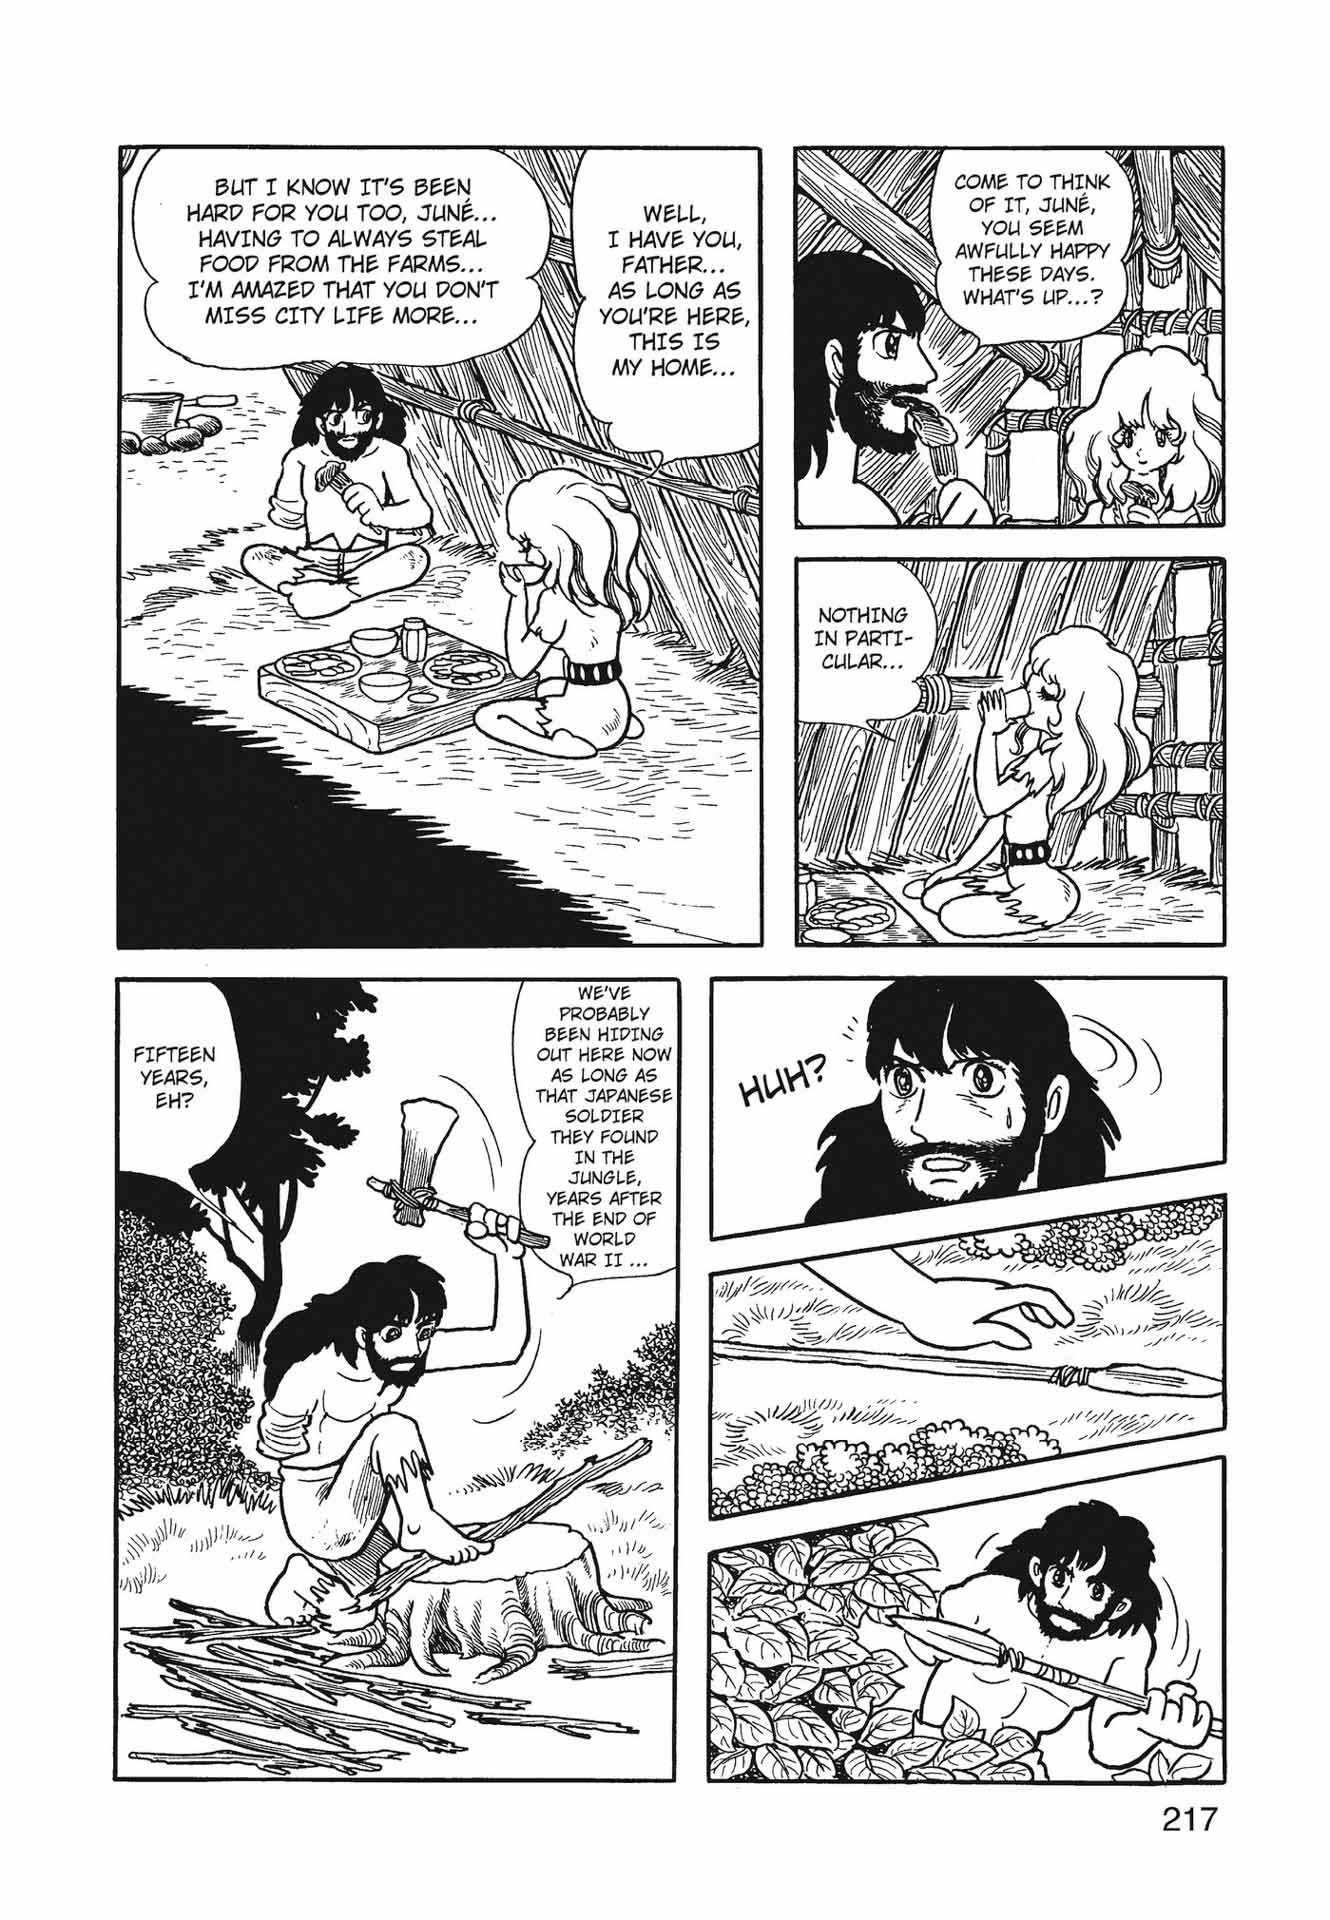 BUT I KNOW IT'S BEEN
HARD FOR YOU TOO, JUNÉ...
HAVING TO ALWAYS STEAL
FOOD FROM THE FARMS...
I'M AMAZED THAT YOU DON'T
MISS CITY LIFE MORE...
WELL,
I HAVE YOU,
FATHER...
AS LONG AS
YOU'RE HERE,
THIS IS
MY HOME...
COME TO THINK
OF IT, JUNÉ,
YOU SEEM
AWFULLY HAPPY
THESE DAYS.
WHAT'S UP...?
NOTHING
IN PARTI-
CULAR...
FIFTEEN
YEARS,
EH?
WE'VE
PROBABLY
BEEN HIDING
OUT HERE NOW
AS LONG AS
THAT JAPANESE
SOLDIER
THEY FOUND
IN THE
JUNGLE,
YEARS AFTER
THE END OF
WORLD
WAR II ...
HUH?
217